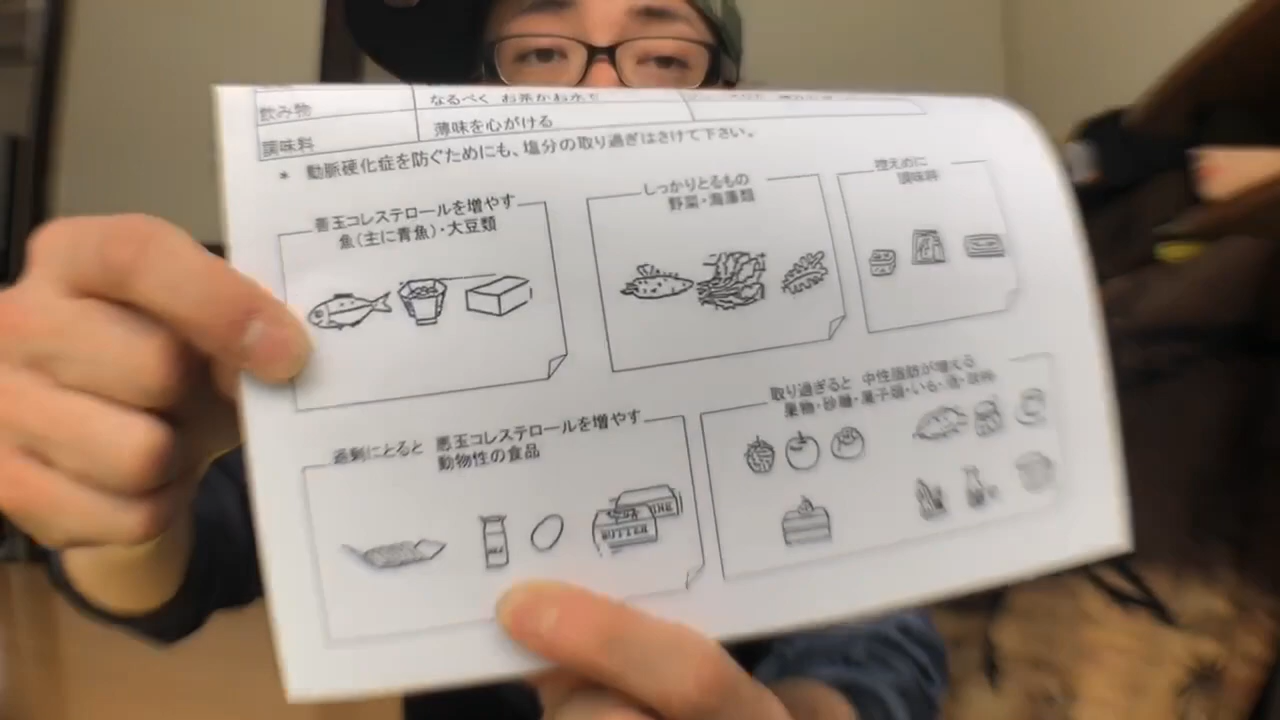 飲み物
なるべく お茶かお水で
調味料
薄味を心がける
* 動脈硬化症を防ぐためにも、塩分の取り過ぎはさけて下さい。
善玉コレステロールを増やす
魚(主に青魚)・大豆類
しっかりとるもの
野菜・海藻類
控えめに
調味料
過剰にとると 悪玉コレステロールを増やす
動物性の食品
BUTTER
取り過ぎると 中性脂肪が増える
果物・砂糖・菓子類・いも・酒